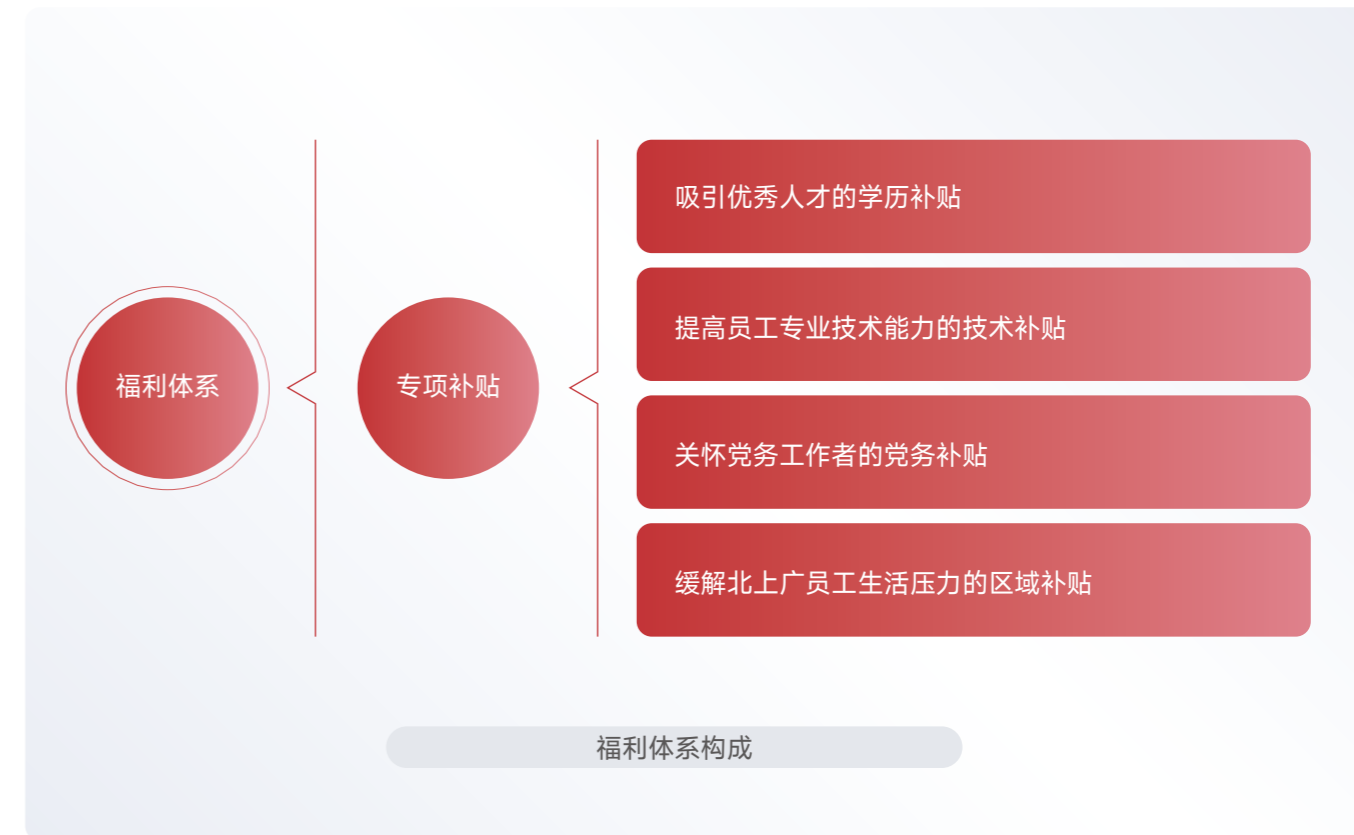 福利体系
专项补贴
吸引优秀人才的学历补贴
提高员工专业技术能力的技术补贴
关怀党务工作者的党务补贴
缓解北上广员工生活压力的区域补贴
福利体系构成